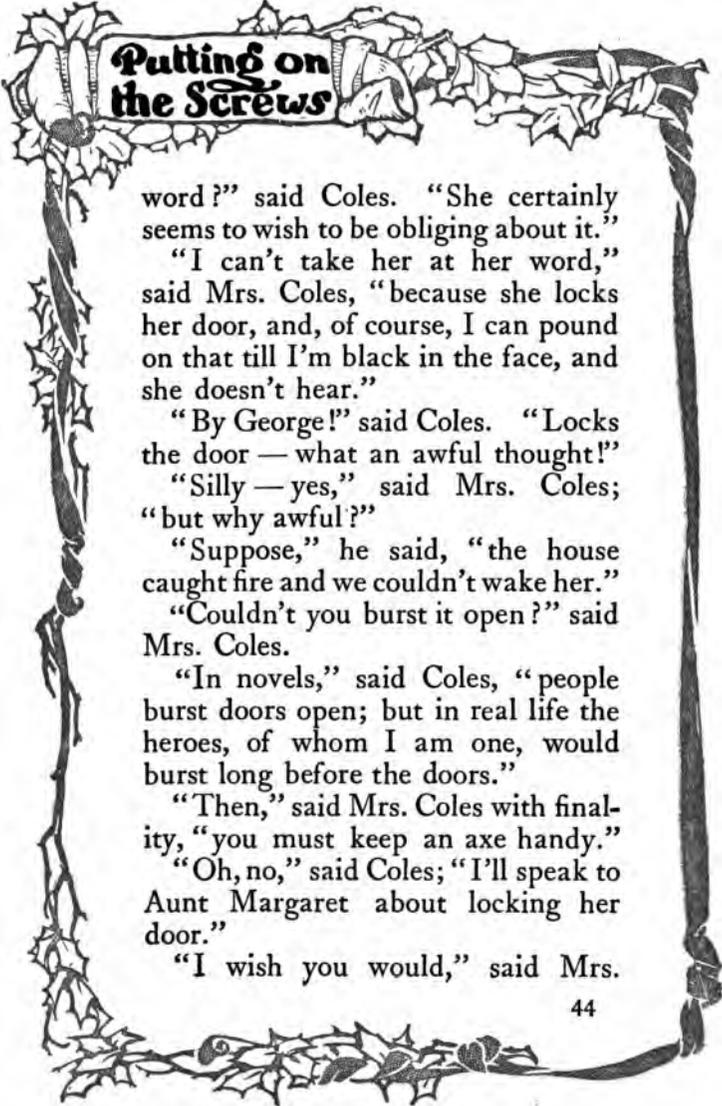 Putting on
the Screws
word?" said Coles. "She certainly
seems to wish to be obliging about it."
"I can't take her at her word,"
said Mrs. Coles, "because she locks
her door, and, of course, I can pound
on that till I'm black in the face, and
she doesn't hear."
"By George!" said Coles. "Locks
the door — what an awful thought!"
"Silly — yes," said Mrs. Coles;
"but why awful?"
"Suppose," he said, "the house
caught fire and we couldn't wake her."
"Couldn't you burst it open?" said
Mrs. Coles.
"In novels," said Coles, "people
burst doors open; but in real life the
heroes, of whom I am one, would
burst long before the doors."
"Then," said Mrs. Coles with final-
ity, "you must keep an axe handy."
"Oh, no," said Coles; "I'll speak to
Aunt Margaret about locking her
door."
"I wish you would," said Mrs.
44